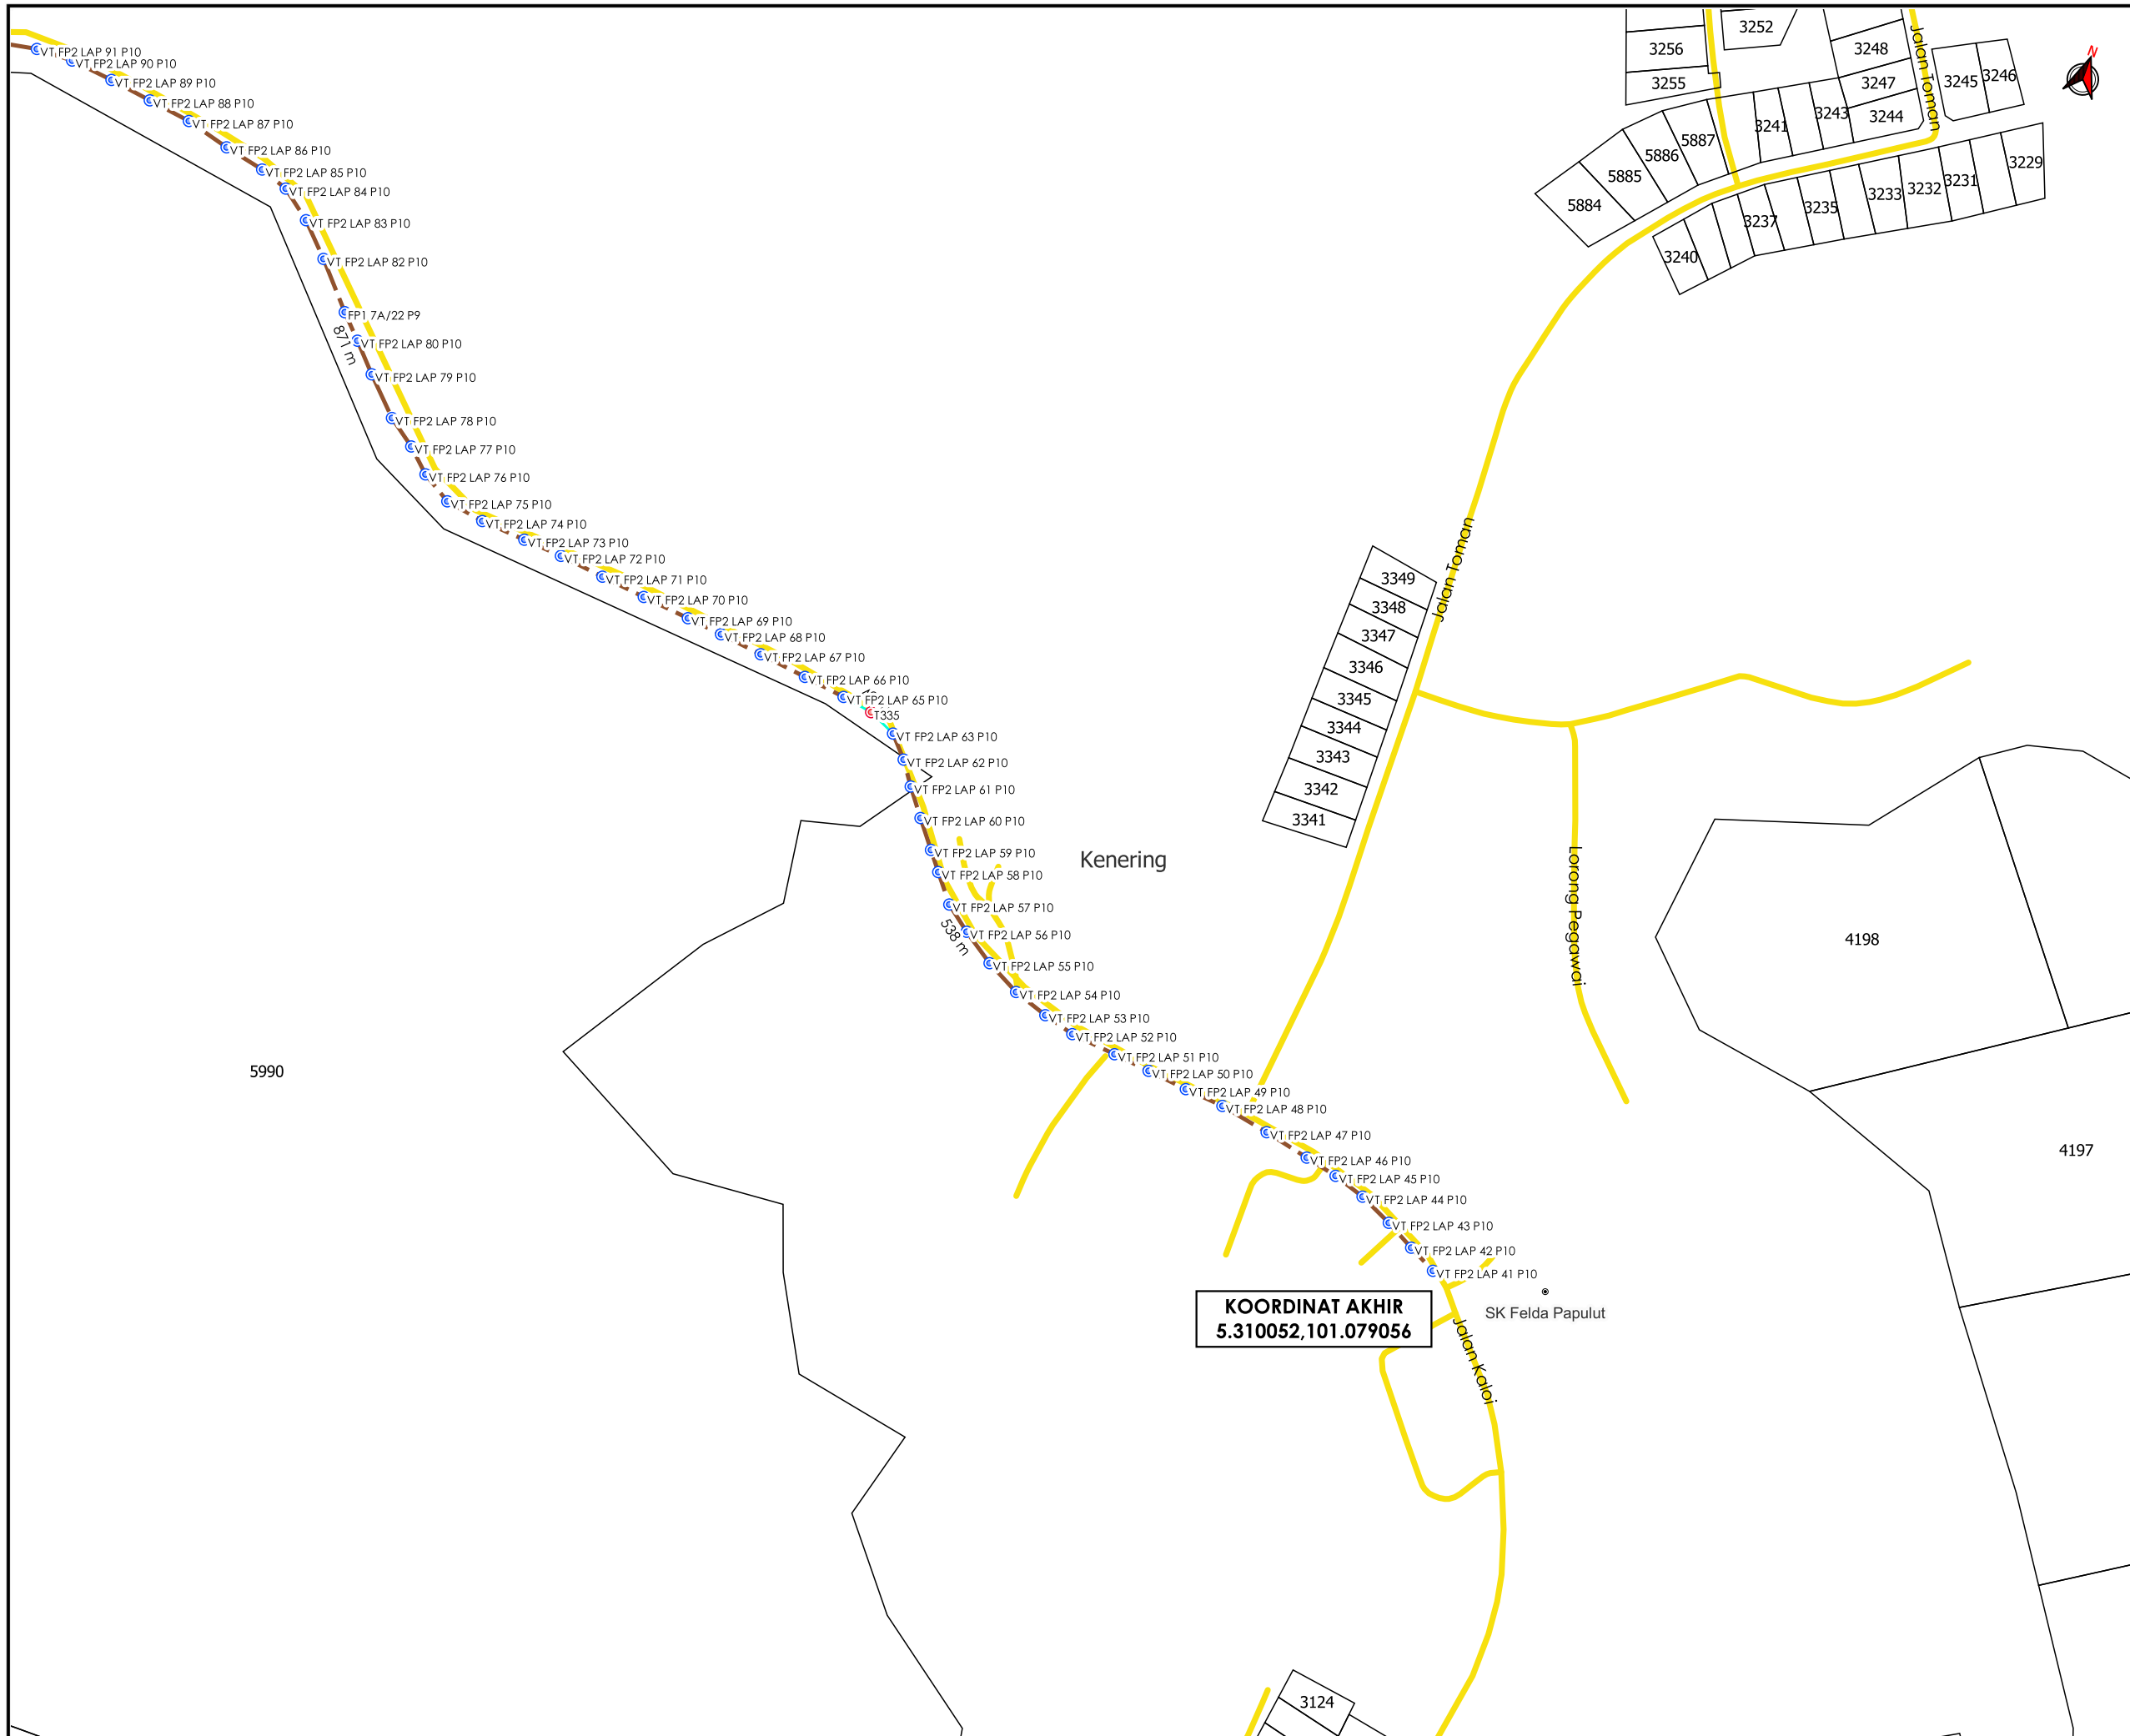 VT FP2 LAP 91 P10
VT FP2 LAP 90 P10
VT FP2 LAP 89 P10
VT FP2 LAP 88 P10
VT FP2 LAP 87 P10
VT FP2 LAP 86 P10
VT FP2 LAP 85 P10
VT FP2 LAP 84 P10
VT FP2 LAP 83 P10
VT FP2 LAP 82 P10
FP1 7A/22 P9
871 m
VT FP2 LAP 80 P10
VT FP2 LAP 79 P10
VT FP2 LAP 78 P10
VT FP2 LAP 77 P10
VT FP2 LAP 76 P10
VT FP2 LAP 75 P10
VT FP2 LAP 74 P10
VT FP2 LAP 73 P10
VT FP2 LAP 72 P10
VT FP2 LAP 71 P10
VT FP2 LAP 70 P10
VT FP2 LAP 69 P10
VT FP2 LAP 68 P10
VT FP2 LAP 67 P10
VT FP2 LAP 66 P10
VT FP2 LAP 65 P10
T335
VT FP2 LAP 63 P10
VT FP2 LAP 62 P10
VT FP2 LAP 61 P10
VT FP2 LAP 60 P10
VT FP2 LAP 59 P10
VT FP2 LAP 58 P10
VT FP2 LAP 57 P10
538 m
VT FP2 LAP 56 P10
VT FP2 LAP 55 P10
VT FP2 LAP 54 P10
VT FP2 LAP 53 P10
VT FP2 LAP 52 P10
VT FP2 LAP 51 P10
VT FP2 LAP 50 P10
VT FP2 LAP 49 P10
VT FP2 LAP 48 P10
VT FP2 LAP 47 P10
VT FP2 LAP 46 P10
VT FP2 LAP 45 P10
VT FP2 LAP 44 P10
VT FP2 LAP 43 P10
VT FP2 LAP 42 P10
VT FP2 LAP 41 P10
KOORDINAT AKHIR
5.310052,101.079056
SK Felda Papulut
Jalan Kaloi
3124
5990
Kenering
3252
3256
3255
3248
3247
3244
3243
3241
Jalan Toman
3245
3246
N
5887
5886
5885
5884
3229
3231
3232
3233
3235
3237
3240
Jalan Toman
3349
3348
3347
3346
3345
3344
3343
3342
3341
Lorong Pegawai
4198
4197